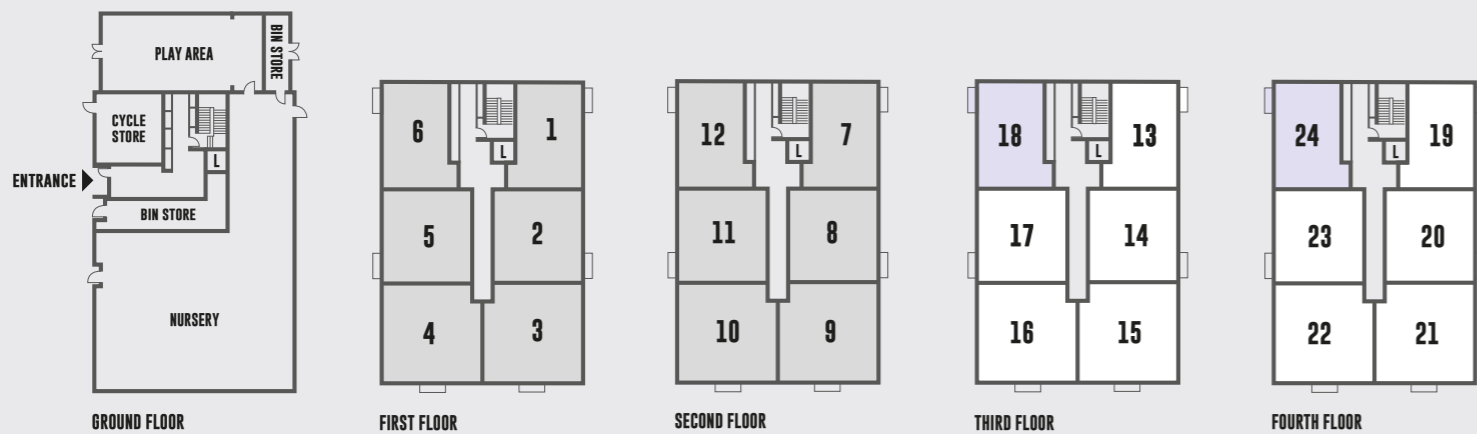 PLAY AREA
BIN STORE
CYCLE
STORE
L
ENTRANCE
BIN STORE
NURSERY
GROUND FLOOR
6
1
L
5
2
4
3
FIRST FLOOR
12
7
L
11
8
10
9
SECOND FLOOR
18
13
L
17
14
16
15
THIRD FLOOR
24
19
L
23
20
22
21
FOURTH FLOOR